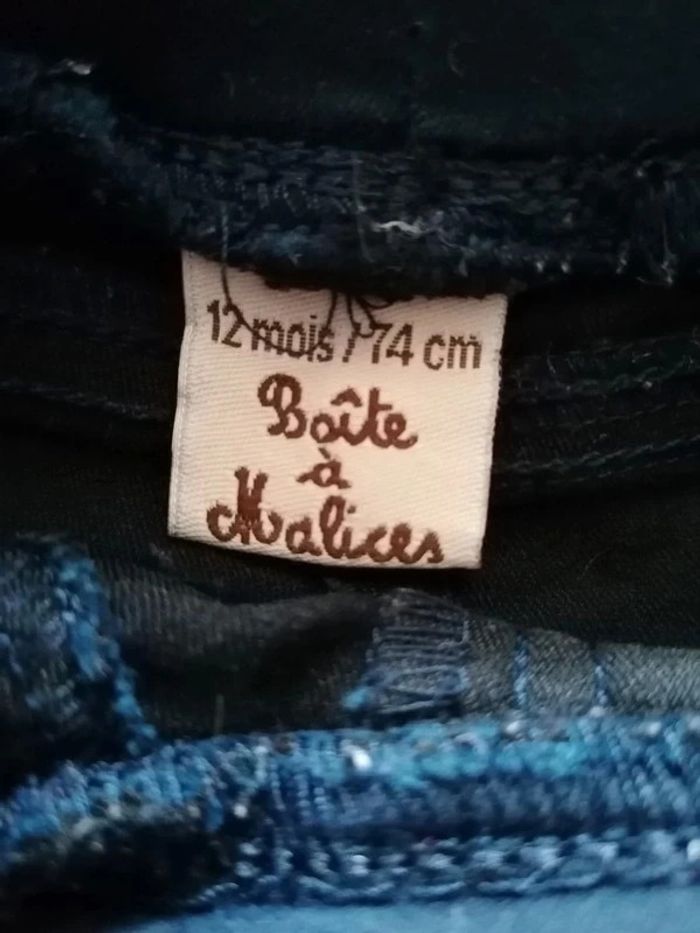 12 mois / 74 cm
Boîte
à
Malices